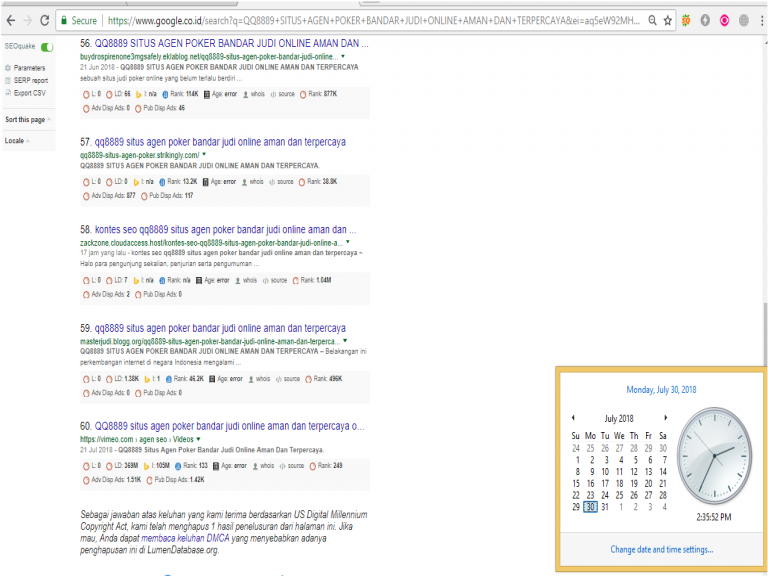 Secure | https://www.google.co.id/search?q=QQ8889+SITUS+AGEN+POKER+BANDAR+JUDI+ONLINE+AMAN+DAN+TERPERCAYA&ei=aq5eW92MH...
SEOquake
Parameters
SERP report
Export CSV
Sort this page
Locale
56. QQ8889 SITUS AGEN POKER BANDAR JUDI ONLINE AMAN DAN ...
buydrospirenone3mgsafely.eklablog.net/qq8889-situs-agen-poker-bandar-judi-online...
21 Jun 2018 - QQ8889 SITUS AGEN POKER BANDAR JUDI ONLINE AMAN DAN TERPERCAYA
sebuah situs judi poker online yang belum terlalu berdiri ...
L: 0 LD: 66 I: n/a Rank: 114K Age: error whois source Rank: 877K
Adv Disp Ads: 0 Pub Disp Ads: 46
57. qq8889 situs agen poker bandar judi online aman dan terpercaya
qq8889-situs-agen-poker.strikingly.com/
QQ8889 SITUS AGEN POKER BANDAR JUDI ONLINE AMAN DAN TERPERCAYA.
L: 0 LD: 0 I: n/a Rank: 13.2K Age: error whois source Rank: 38.8K
Adv Disp Ads: 877 Pub Disp Ads: 117
58. kontes seo qq8889 situs agen poker bandar judi online aman dan ...
zackzone.cloudaccess.host/kontes-seo-qq8889-situs-agen-poker-bandar-judi-online-a...
17 jam yang lalu - kontes seo qq8889 situs agen poker bandar judi online aman dan terpercaya ~
Halo para pengunjung sekalian, penjurian serta pengumuman ...
L: 0 LD: 7 I: n/a Rank: n/a Age: error whois source Rank: 1.04M
Adv Disp Ads: 2 Pub Disp Ads: 0
59. qq8889 situs agen poker bandar judi online aman dan terpercaya
masterjudi.blogg.org/qq8889-situs-agen-poker-bandar-judi-online-aman-dan-terperca...
QQ8889 SITUS AGEN POKER BANDAR JUDI ONLINE AMAN DAN TERPERCAYA – Belakangan ini
perkembangan internet di negara Indonesia mengalami ...
L: 0 LD: 1.38K I: 1 Rank: 46.2K Age: error whois source Rank: 496K
Adv Disp Ads: 0 Pub Disp Ads: 0
60. QQ8889 situs agen poker bandar judi online aman dan terpercaya o...
https://vimeo.com › agen seo › Videos
21 Jul 2018 - QQ8889 Situs Agen Poker Bandar Judi Online Aman Dan Terpercaya.
L: 0 LD: 369M I: 105M Rank: 133 Age: error whois source Rank: 249
Adv Disp Ads: 1.51K Pub Disp Ads: 1.42K
Sebagai jawaban atas keluhan yang kami terima berdasarkan US Digital Millennium
Copyright Act, kami telah menghapus 1 hasil penelusuran dari halaman ini. Jika
mau, Anda dapat membaca keluhan DMCA yang menyebabkan adanya
penghapusan ini di LumenDatabase.org.
Monday, July 30, 2018
July 2018
Su Mo Tu We Th Fr Sa
24 25 26 27 28 29 30
1 2 3 4 5 6 7
8 9 10 11 12 13 14
15 16 17 18 19 20 21
22 23 24 25 26 27 28
29 30 31 1 2 3 4
2:35:52 PM
Change date and time settings...